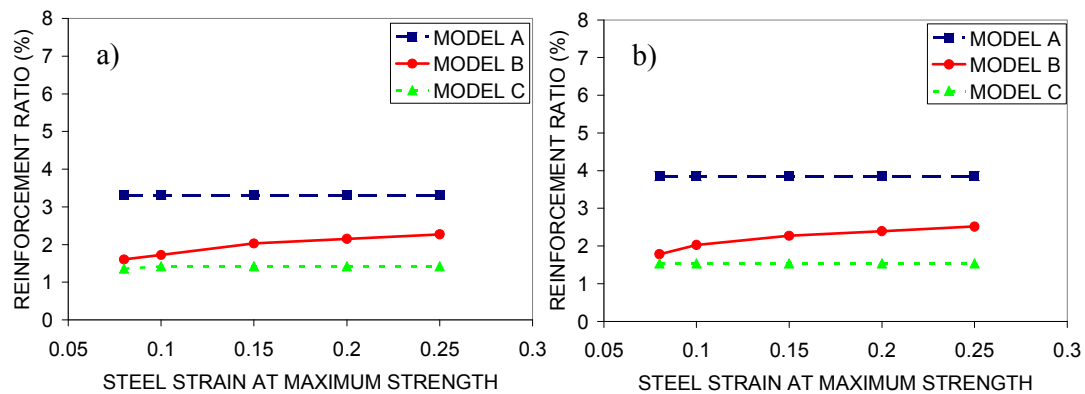 a)
REINFORCEMENT RATIO (%)
8
7
6
5
4
3
2
1
0
0.05 0.1 0.15 0.2 0.25 0.3
STEEL STRAIN AT MAXIMUM STRENGTH
MODEL A
MODEL B
MODEL C
b)
REINFORCEMENT RATIO (%)
8
7
6
5
4
3
2
1
0
0.05 0.1 0.15 0.2 0.25 0.3
STEEL STRAIN AT MAXIMUM STRENGTH
MODEL A
MODEL B
MODEL C